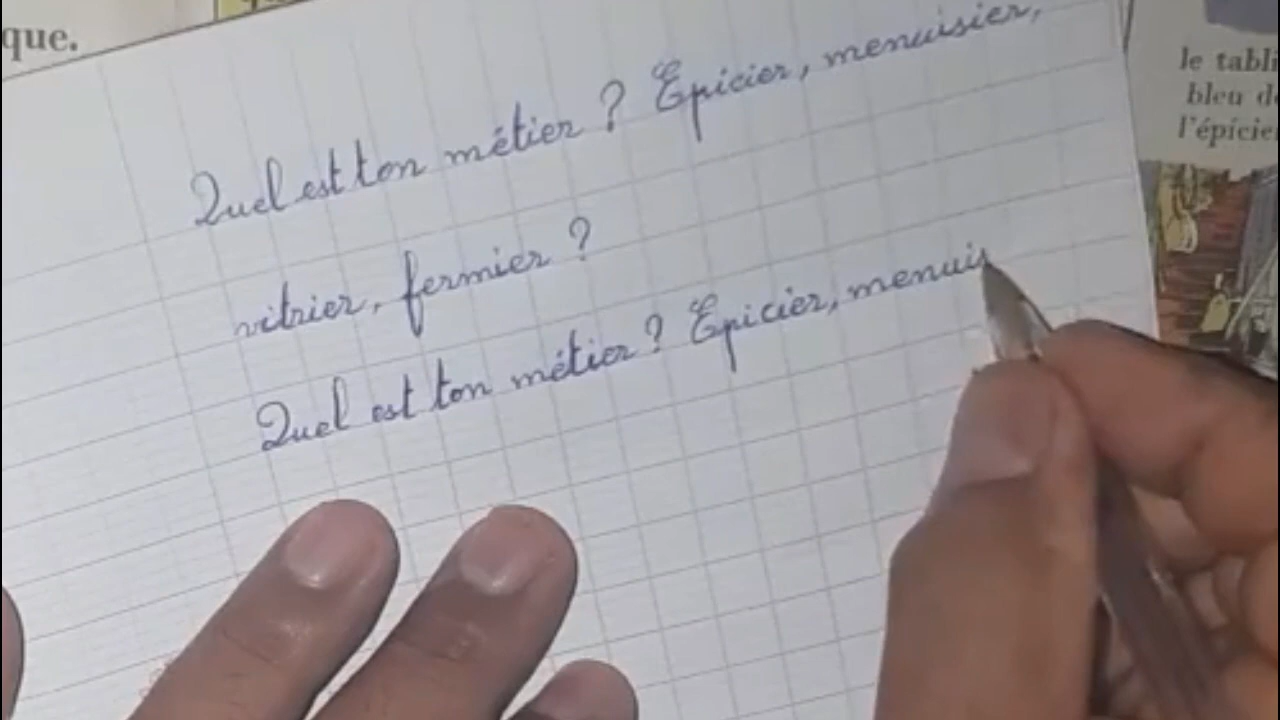 que.
Quel est ton métier ? Epicier, menuisier,
vitrier, fermier ?
Quel est ton métier ? Epicier, menuis
le tabli
bleu de
l'épicie